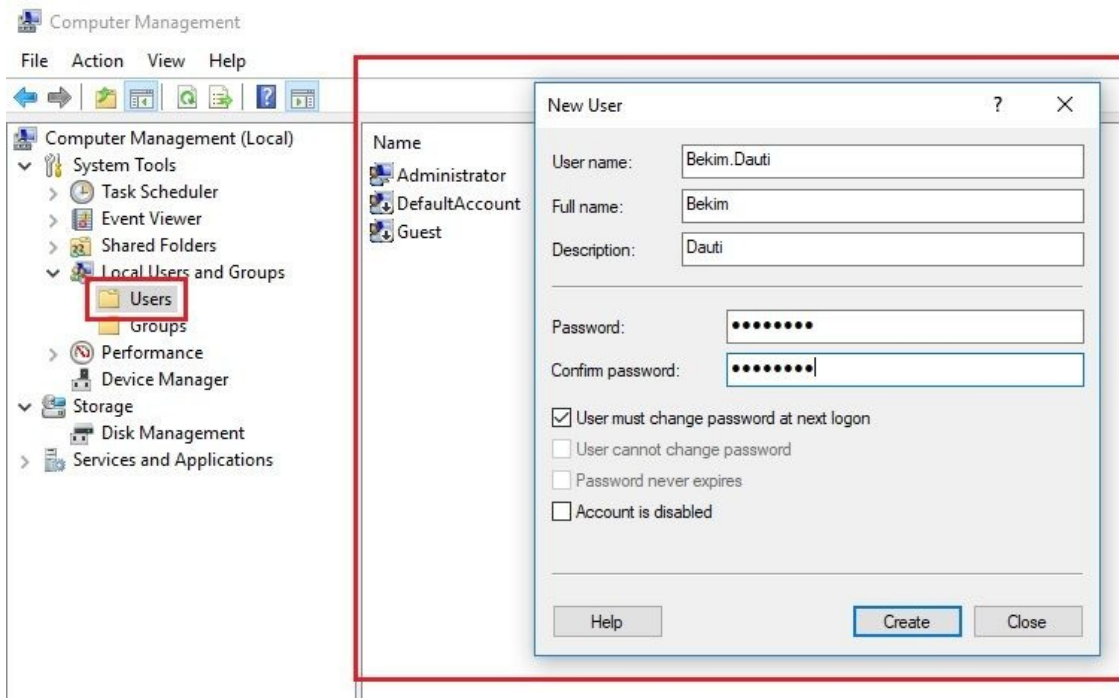 Computer Management
File Action View Help
Computer Management (Local)
System Tools
Task Scheduler
Event Viewer
Shared Folders
Local Users and Groups
Users
Groups
Performance
Device Manager
Storage
Disk Management
Services and Applications
Name
Administrator
DefaultAccount
Guest
New User
User name: Bekim.Dauti
Full name: Bekim
Description: Dauti
Password: ●●●●●●●●
Confirm password: ●●●●●●●●
User must change password at next logon
User cannot change password
Password never expires
Account is disabled
Help Create Close